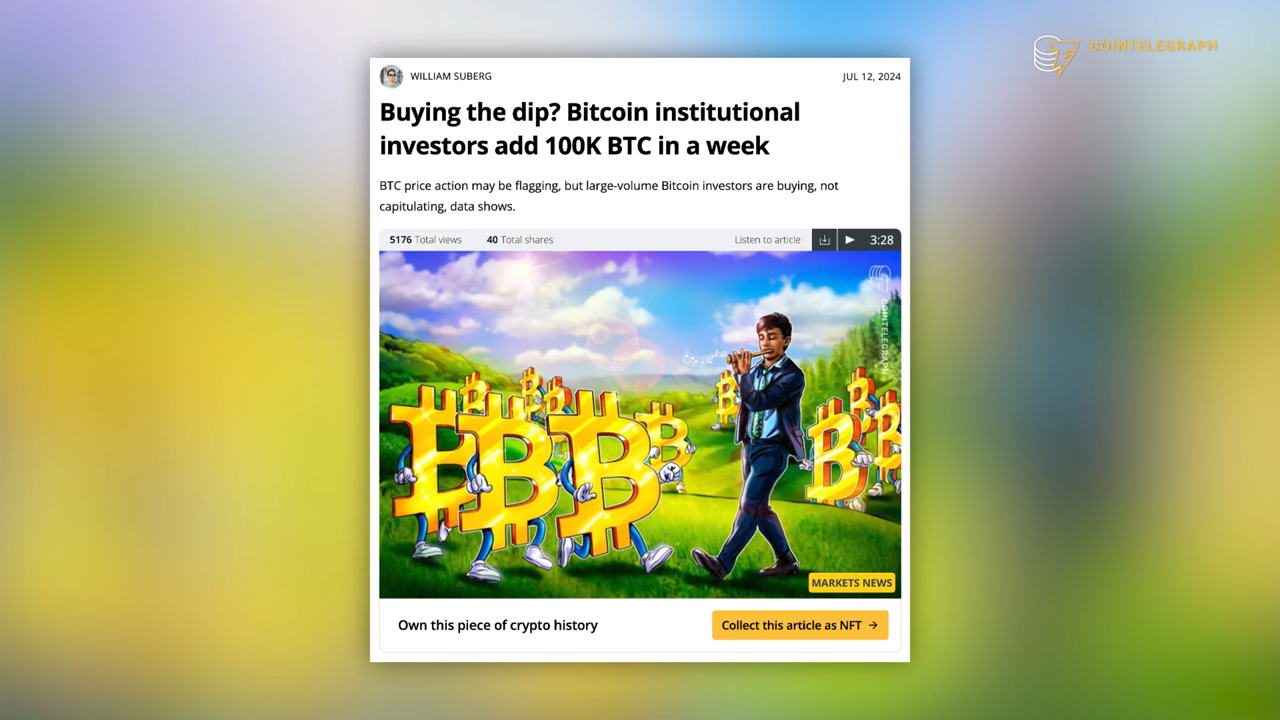 COINTELEGRAPH
WILLIAM SUBERG
JUL 12, 2024
Buying the dip? Bitcoin institutional
investors add 100K BTC in a week
BTC price action may be flagging, but large-volume Bitcoin investors are buying, not
capitulating, data shows.
5176 Total views 40 Total shares Listen to article 3:28
COINTELEGRAPH
MARKETS NEWS
Own this piece of crypto history
Collect this article as NFT →